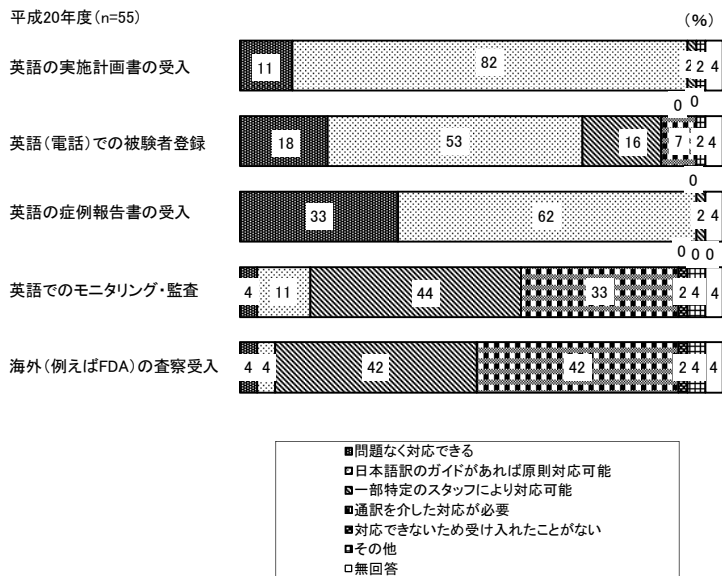 平成20年度(n=55)
(%)
英語の実施計画書の受入
11 82 2 2 4
0 0
英語(電話)での被験者登録
18 53 16 7 2 4
0
英語の症例報告書の受入
33 62 2 4
0 0 0
英語でのモニタリング・監査
4 11 44 33 2 4 4
海外(例えばFDA)の査察受入
4 4 42 42 2 4 4
問題なく対応できる
日本語訳のガイドがあれば原則対応可能
一部特定のスタッフにより対応可能
通訳を介した対応が必要
対応できないため受け入れたことがない
その他
無回答